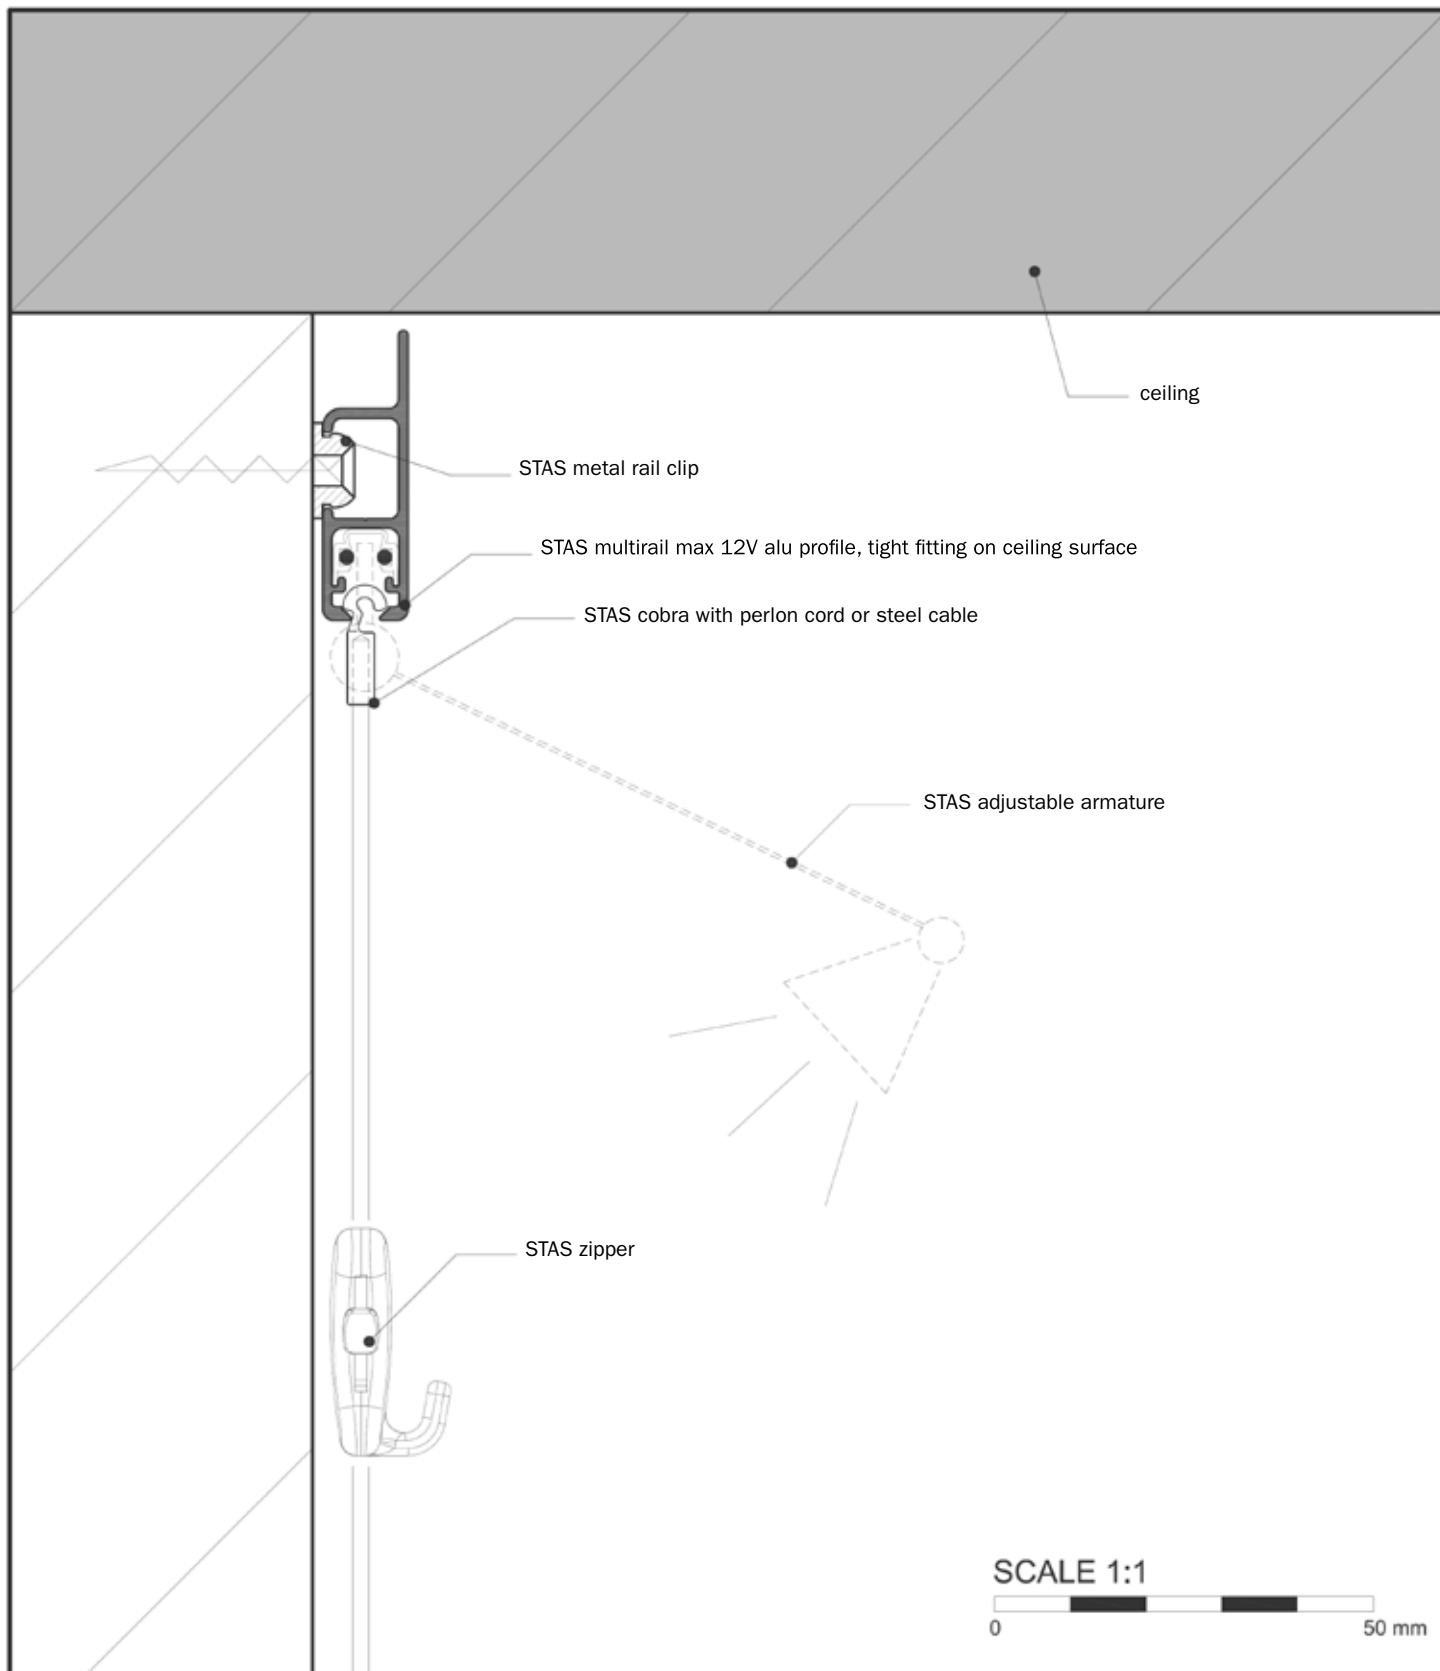 ceiling
STAS metal rail clip
STAS multirail max 12V alu profile, tight fitting on ceiling surface
STAS cobra with perlon cord or steel cable
STAS adjustable armature
STAS zipper
SCALE 1:1
0 50 mm